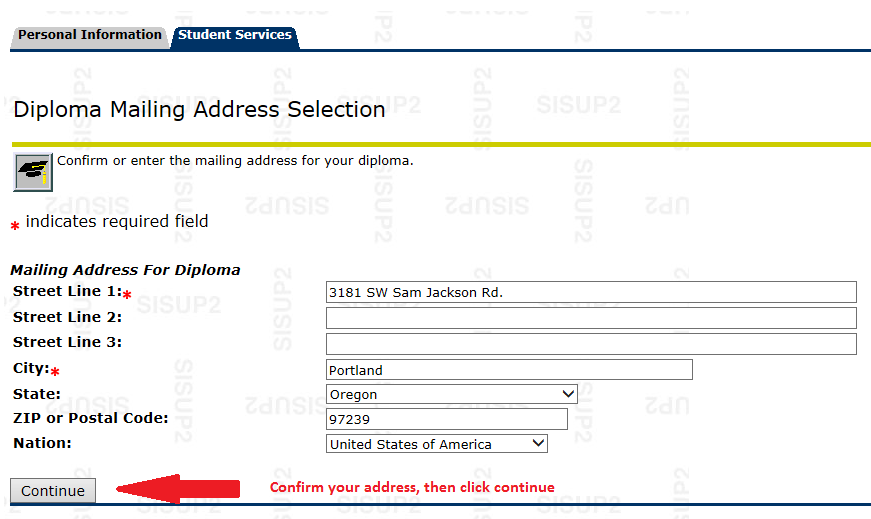 Personal Information Student Services
Diploma Mailing Address Selection
Confirm or enter the mailing address for your diploma.
* indicates required field
Mailing Address For Diploma
Street Line 1:* 3181 SW Sam Jackson Rd.
Street Line 2:
Street Line 3:
City:* Portland
State: Oregon
ZIP or Postal Code: 97239
Nation: United States of America
Continue Confirm your address, then click continue
SISUP2